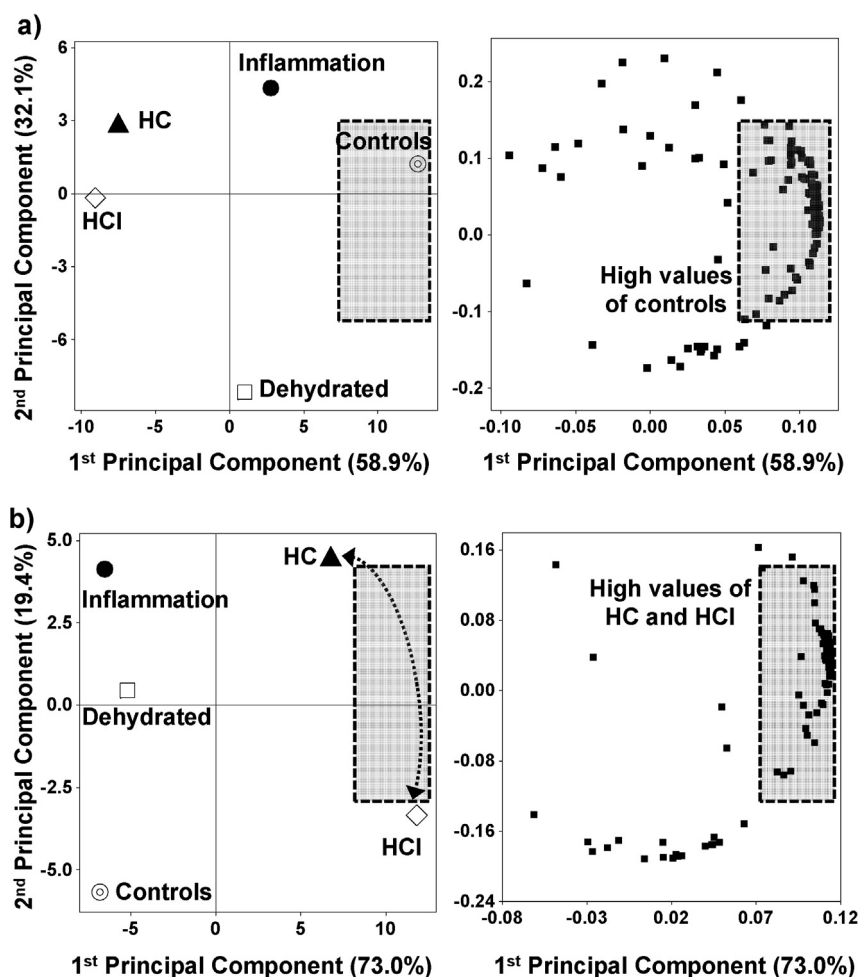 a)
2nd Principal Component (32.1%)
6
3
0
-3
-6
Inflammation
HC
Controls
HCI
Dehydrated
-10
-5
0
5
10
1st Principal Component (58.9%)
0.2
0.1
0.0
-0.1
-0.2
High values
of controls
-0.10
-0.05
0.00
0.05
0.10
1st Principal Component (58.9%)
b)
2nd Principal Component (19.4%)
5.0
2.5
0.0
-2.5
-5.0
HC
Inflammation
Dehydrated
HCI
Controls
-5
0
5
10
1st Principal Component (73.0%)
0.16
0.08
0.00
-0.08
-0.16
-0.24
High values of
HC and HCI
-0.08
-0.03
0.02
0.07
0.12
1st Principal Component (73.0%)